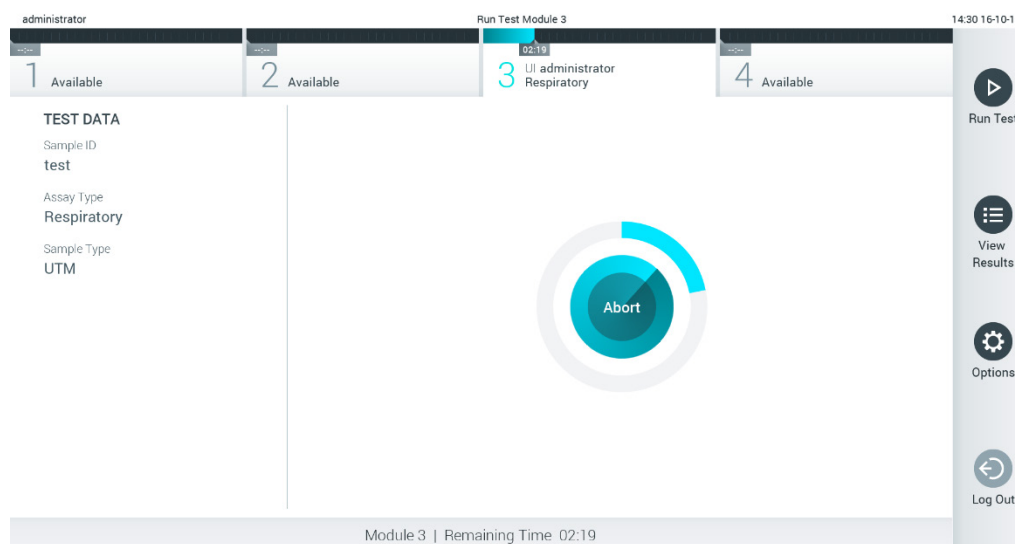 administrator
Run Test Module 3
14:30 16-10-1
--:--
--:--
02:19
--:--
1 Available
2 Available
3 UI administrator
Respiratory
4 Available
TEST DATA
Sample ID
test
Assay Type
Respiratory
Sample Type
UTM
Abort
Run Test
View
Results
Options
Log Out
Module 3 | Remaining Time 02:19